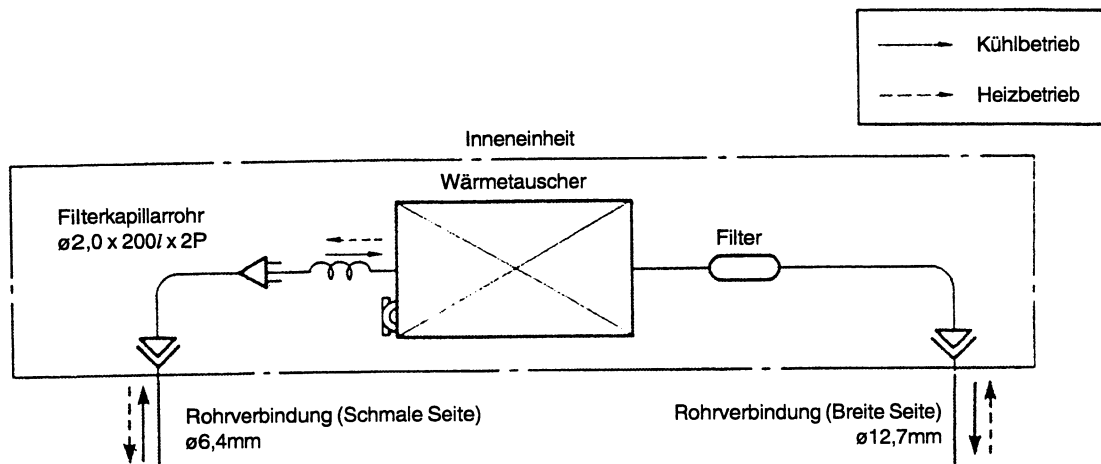 Kühlbetrieb
Heizbetrieb
Inneneinheit
Wärmetauscher
Filterkapillarrohr
ø2,0 x 200l x 2P
Filter
Rohrverbindung (Schmale Seite)
ø6,4mm
Rohrverbindung (Breite Seite)
ø12,7mm